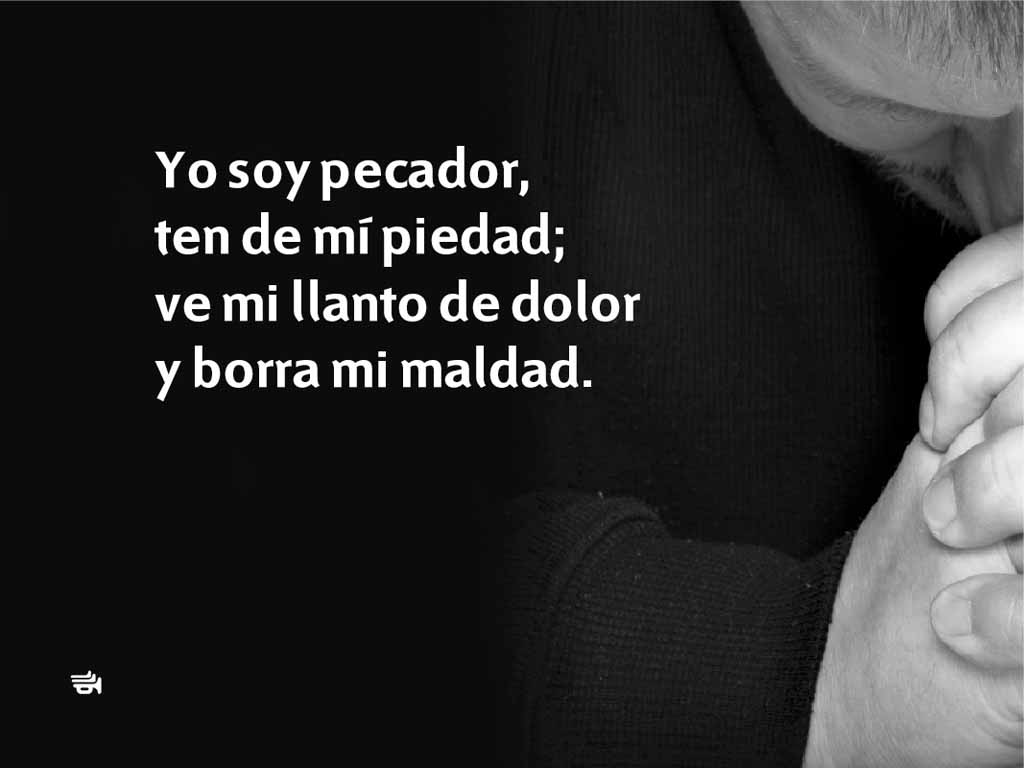 Yo soy pecador,
ten de mí piedad;
ve mi llanto de dolor
y borra mi maldad.